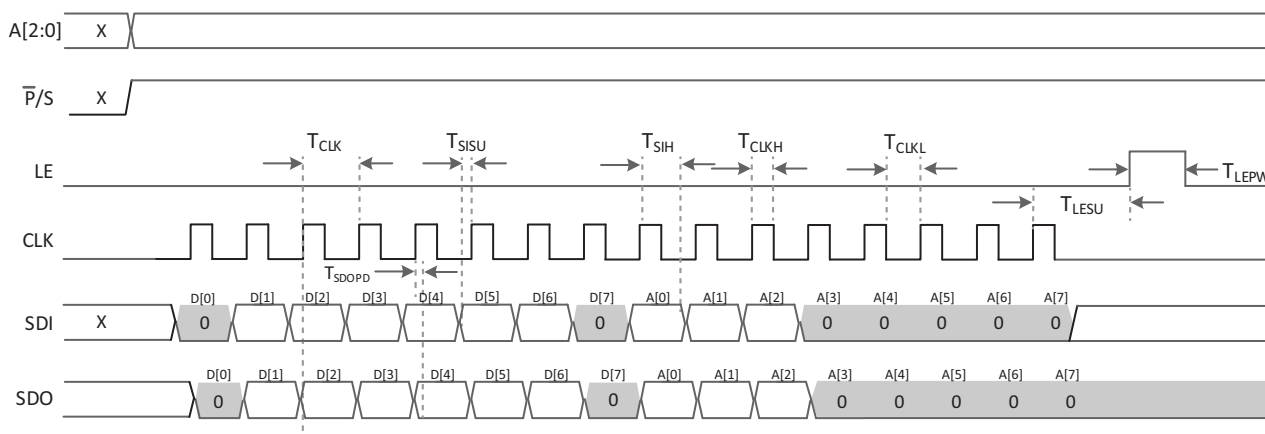 A[2:0] X
P̅/S X
T_CLK T_SISU T_SIH T_CLKH T_CLKL
LE T_LEPW
T_LESU
CLK
T_SDOPD
D[0] D[1] D[2] D[3] D[4] D[5] D[6] D[7] A[0] A[1] A[2] A[3] A[4] A[5] A[6] A[7]
SDI X 0 0 0 0 0 0 0
D[0] D[1] D[2] D[3] D[4] D[5] D[6] D[7] A[0] A[1] A[2] A[3] A[4] A[5] A[6] A[7]
SDO 0 0 0 0 0 0 0